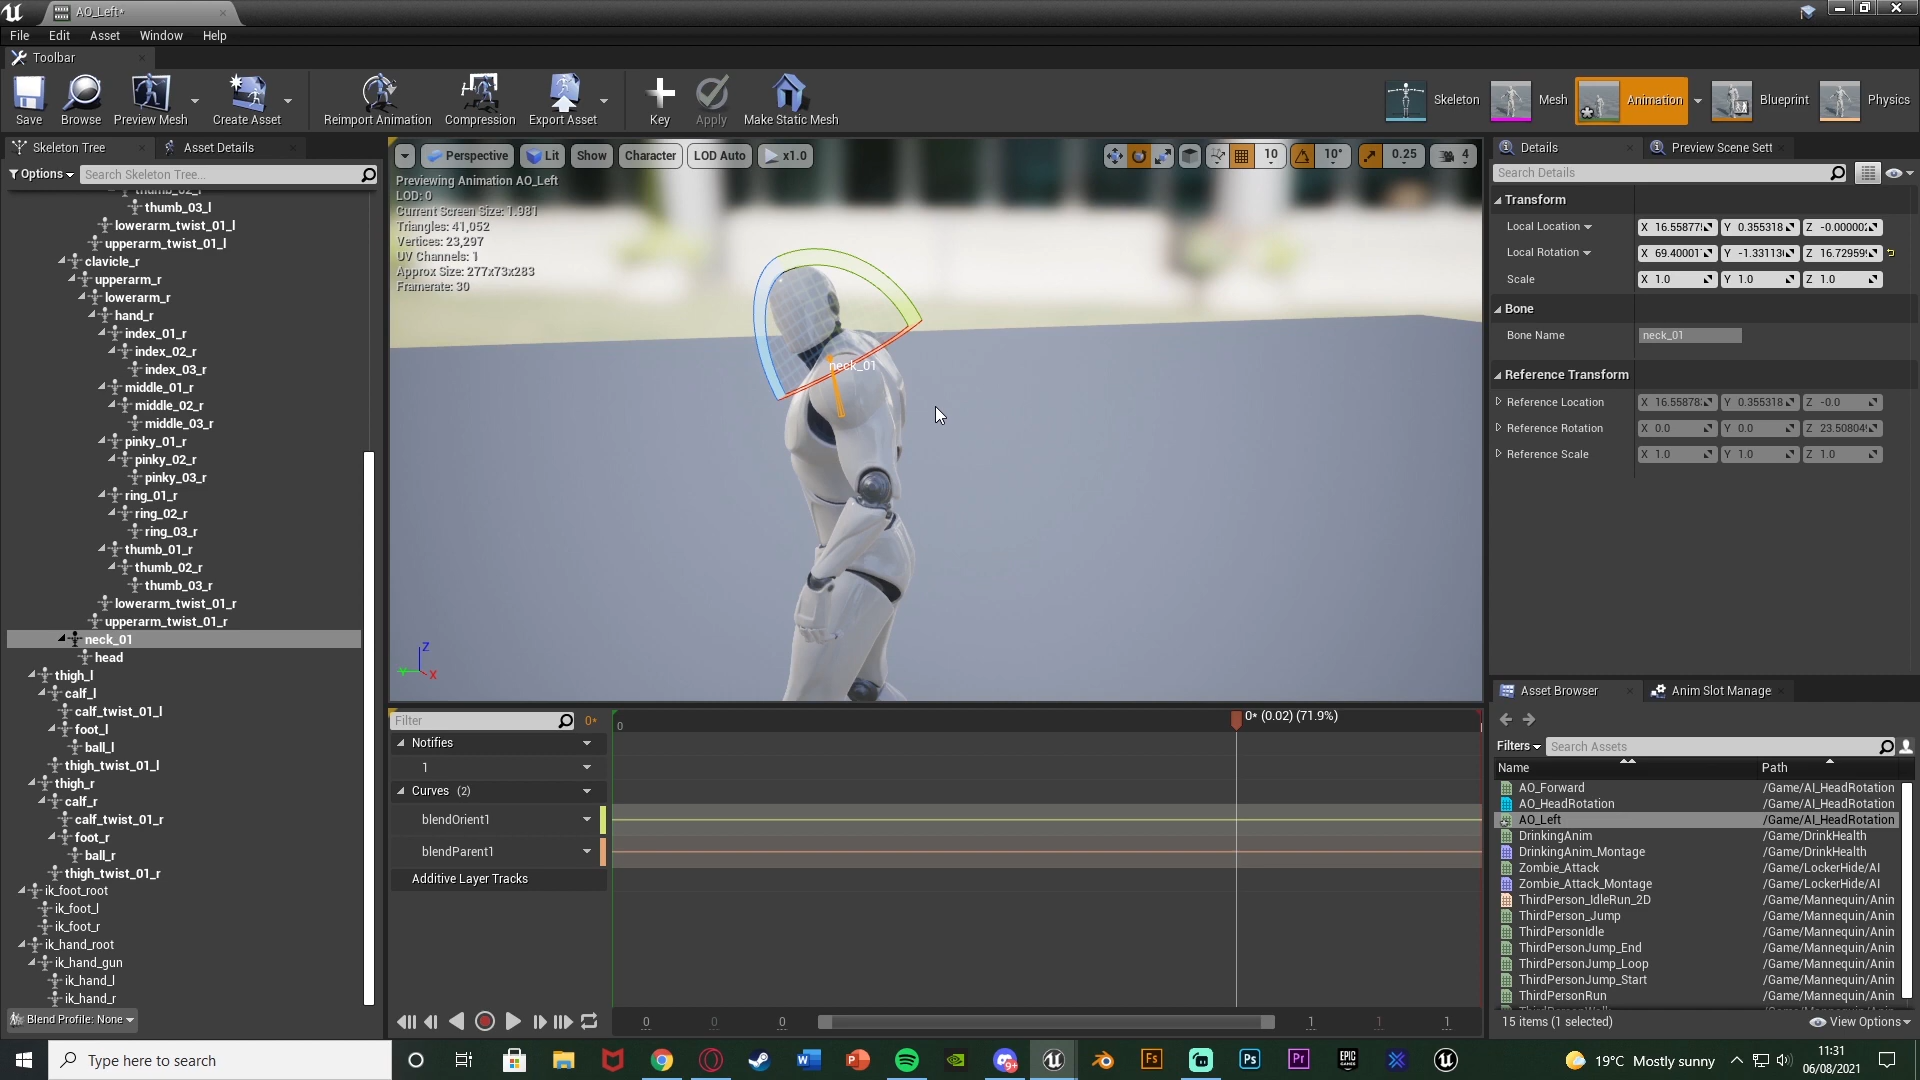 AO_Left*
File Edit Asset Window Help
Toolbar
Save Browse Preview Mesh Create Asset Reimport Animation Compression Export Asset Key Apply Make Static Mesh
Skeleton Mesh Animation Blueprint Physics
Skeleton Tree Asset Details
Options Search Skeleton Tree...
thumb_03_l
lowerarm_twist_01_l
upperarm_twist_01_l
clavicle_r
upperarm_r
lowerarm_r
hand_r
index_01_r
index_02_r
index_03_r
middle_01_r
middle_02_r
middle_03_r
pinky_01_r
pinky_02_r
pinky_03_r
ring_01_r
ring_02_r
ring_03_r
thumb_01_r
thumb_02_r
thumb_03_r
lowerarm_twist_01_r
upperarm_twist_01_r
neck_01
head
thigh_l
calf_l
calf_twist_01_l
foot_l
ball_l
thigh_twist_01_l
thigh_r
calf_r
calf_twist_01_r
foot_r
ball_r
thigh_twist_01_r
ik_foot_root
ik_foot_l
ik_foot_r
ik_hand_root
ik_hand_gun
ik_hand_l
ik_hand_r
Blend Profile: None
Perspective Lit Show Character LOD Auto x1.0
10 10° 0.25 4
Previewing Animation AO_Left
LOD: 0
Current Screen Size: 1.981
Triangles: 41,052
Vertices: 23,297
UV Channels: 1
Approx Size: 277x73x283
Framerate: 30
neck_01
Z
Y
X
Filter 0*
0 0* (0.02) (71.9%)
Notifies
1
Curves (2)
blendOrient1
blendParent1
Additive Layer Tracks
0 0 0 1 1 1
Details Preview Scene Sett
Search Details
Transform
Local Location X 16.55877 Y 0.355318 Z -0.00000
Local Rotation X 69.40001 Y -1.33113 Z 16.72959
Scale X 1.0 Y 1.0 Z 1.0
Bone
Bone Name neck_01
Reference Transform
Reference Location X 16.55878 Y 0.355318 Z -0.0
Reference Rotation X 0.0 Y 0.0 Z 23.50804
Reference Scale X 1.0 Y 1.0 Z 1.0
Asset Browser Anim Slot Manage
Filters Search Assets
Name Path
AO_Forward /Game/AI_HeadRotation
AO_HeadRotation /Game/AI_HeadRotation
AO_Left /Game/AI_HeadRotation
DrinkingAnim /Game/DrinkHealth
DrinkingAnim_Montage /Game/DrinkHealth
Zombie_Attack /Game/LockerHide/AI
Zombie_Attack_Montage /Game/LockerHide/AI
ThirdPerson_IdleRun_2D /Game/Mannequin/Anin
ThirdPerson_Jump /Game/Mannequin/Anin
ThirdPersonIdle /Game/Mannequin/Anin
ThirdPersonJump_End /Game/Mannequin/Anin
ThirdPersonJump_Loop /Game/Mannequin/Anin
ThirdPersonJump_Start /Game/Mannequin/Anin
ThirdPersonRun /Game/Mannequin/Anin
15 items (1 selected) View Options
Type here to search
19°C Mostly sunny
11:31
06/08/2021